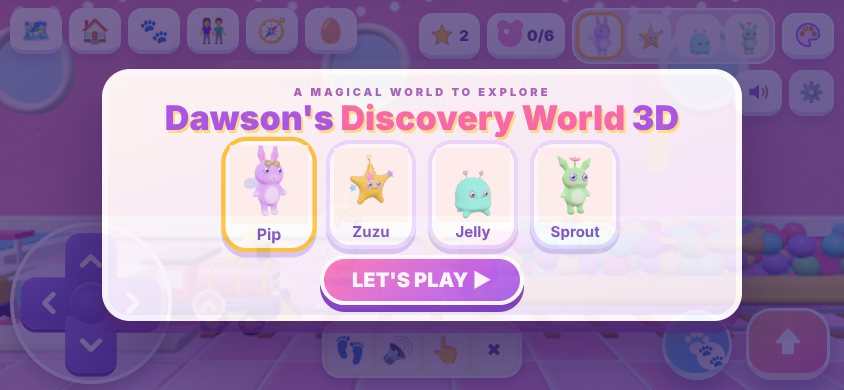 2
0/6
A MAGICAL WORLD TO EXPLORE
Dawson's Discovery World 3D
Pip
Zuzu
Jelly
Sprout
LET'S PLAY ▶